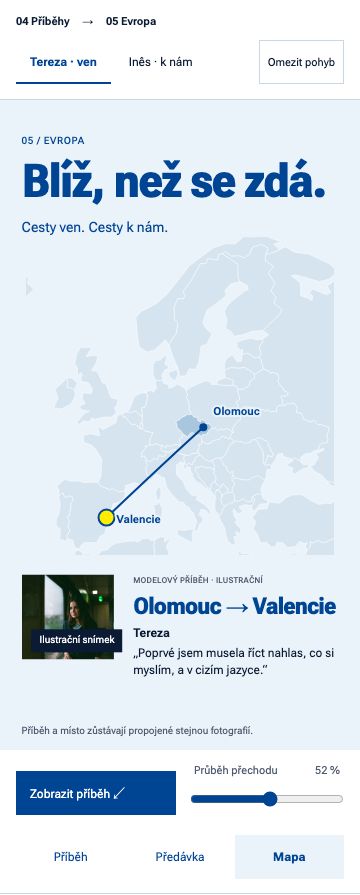 04 Příběhy → 05 Evropa
Tereza · ven
Inês · k nám
Omezit pohyb
05 / EVROPA
Blíž, než se zdá.
Cesty ven. Cesty k nám.
Olomouc
Valencie
Ilustrační snímek
MODELOVÝ PŘÍBĚH · ILUSTRAČNÍ
Olomouc → Valencie
Tereza
„Poprvé jsem musela říct nahlas, co si
myslím, a v cizím jazyce.“
Příběh a místo zůstávají propojené stejnou fotografií.
Zobrazit příběh ↙
Průběh přechodu 52 %
Příběh
Předávka
Mapa